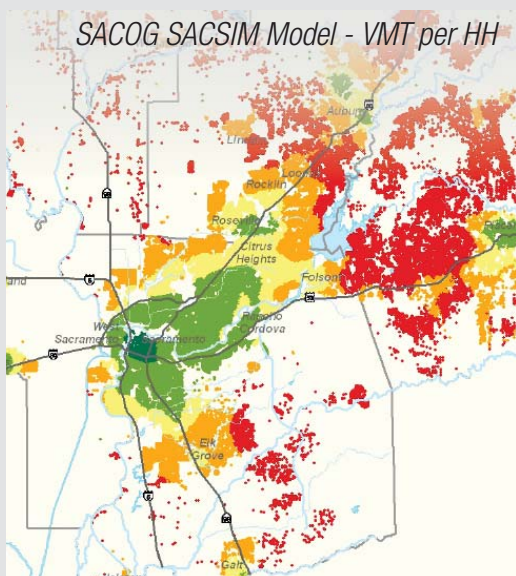 SACOG SACSIM Model - VMT per HH
Auburn
Lincoln
Loomis
Rocklin
Roseville
Citrus
Heights
Folsom
Rancho
Cordova
West
Sacramento
Sacramento
Elk
Grove
Galt